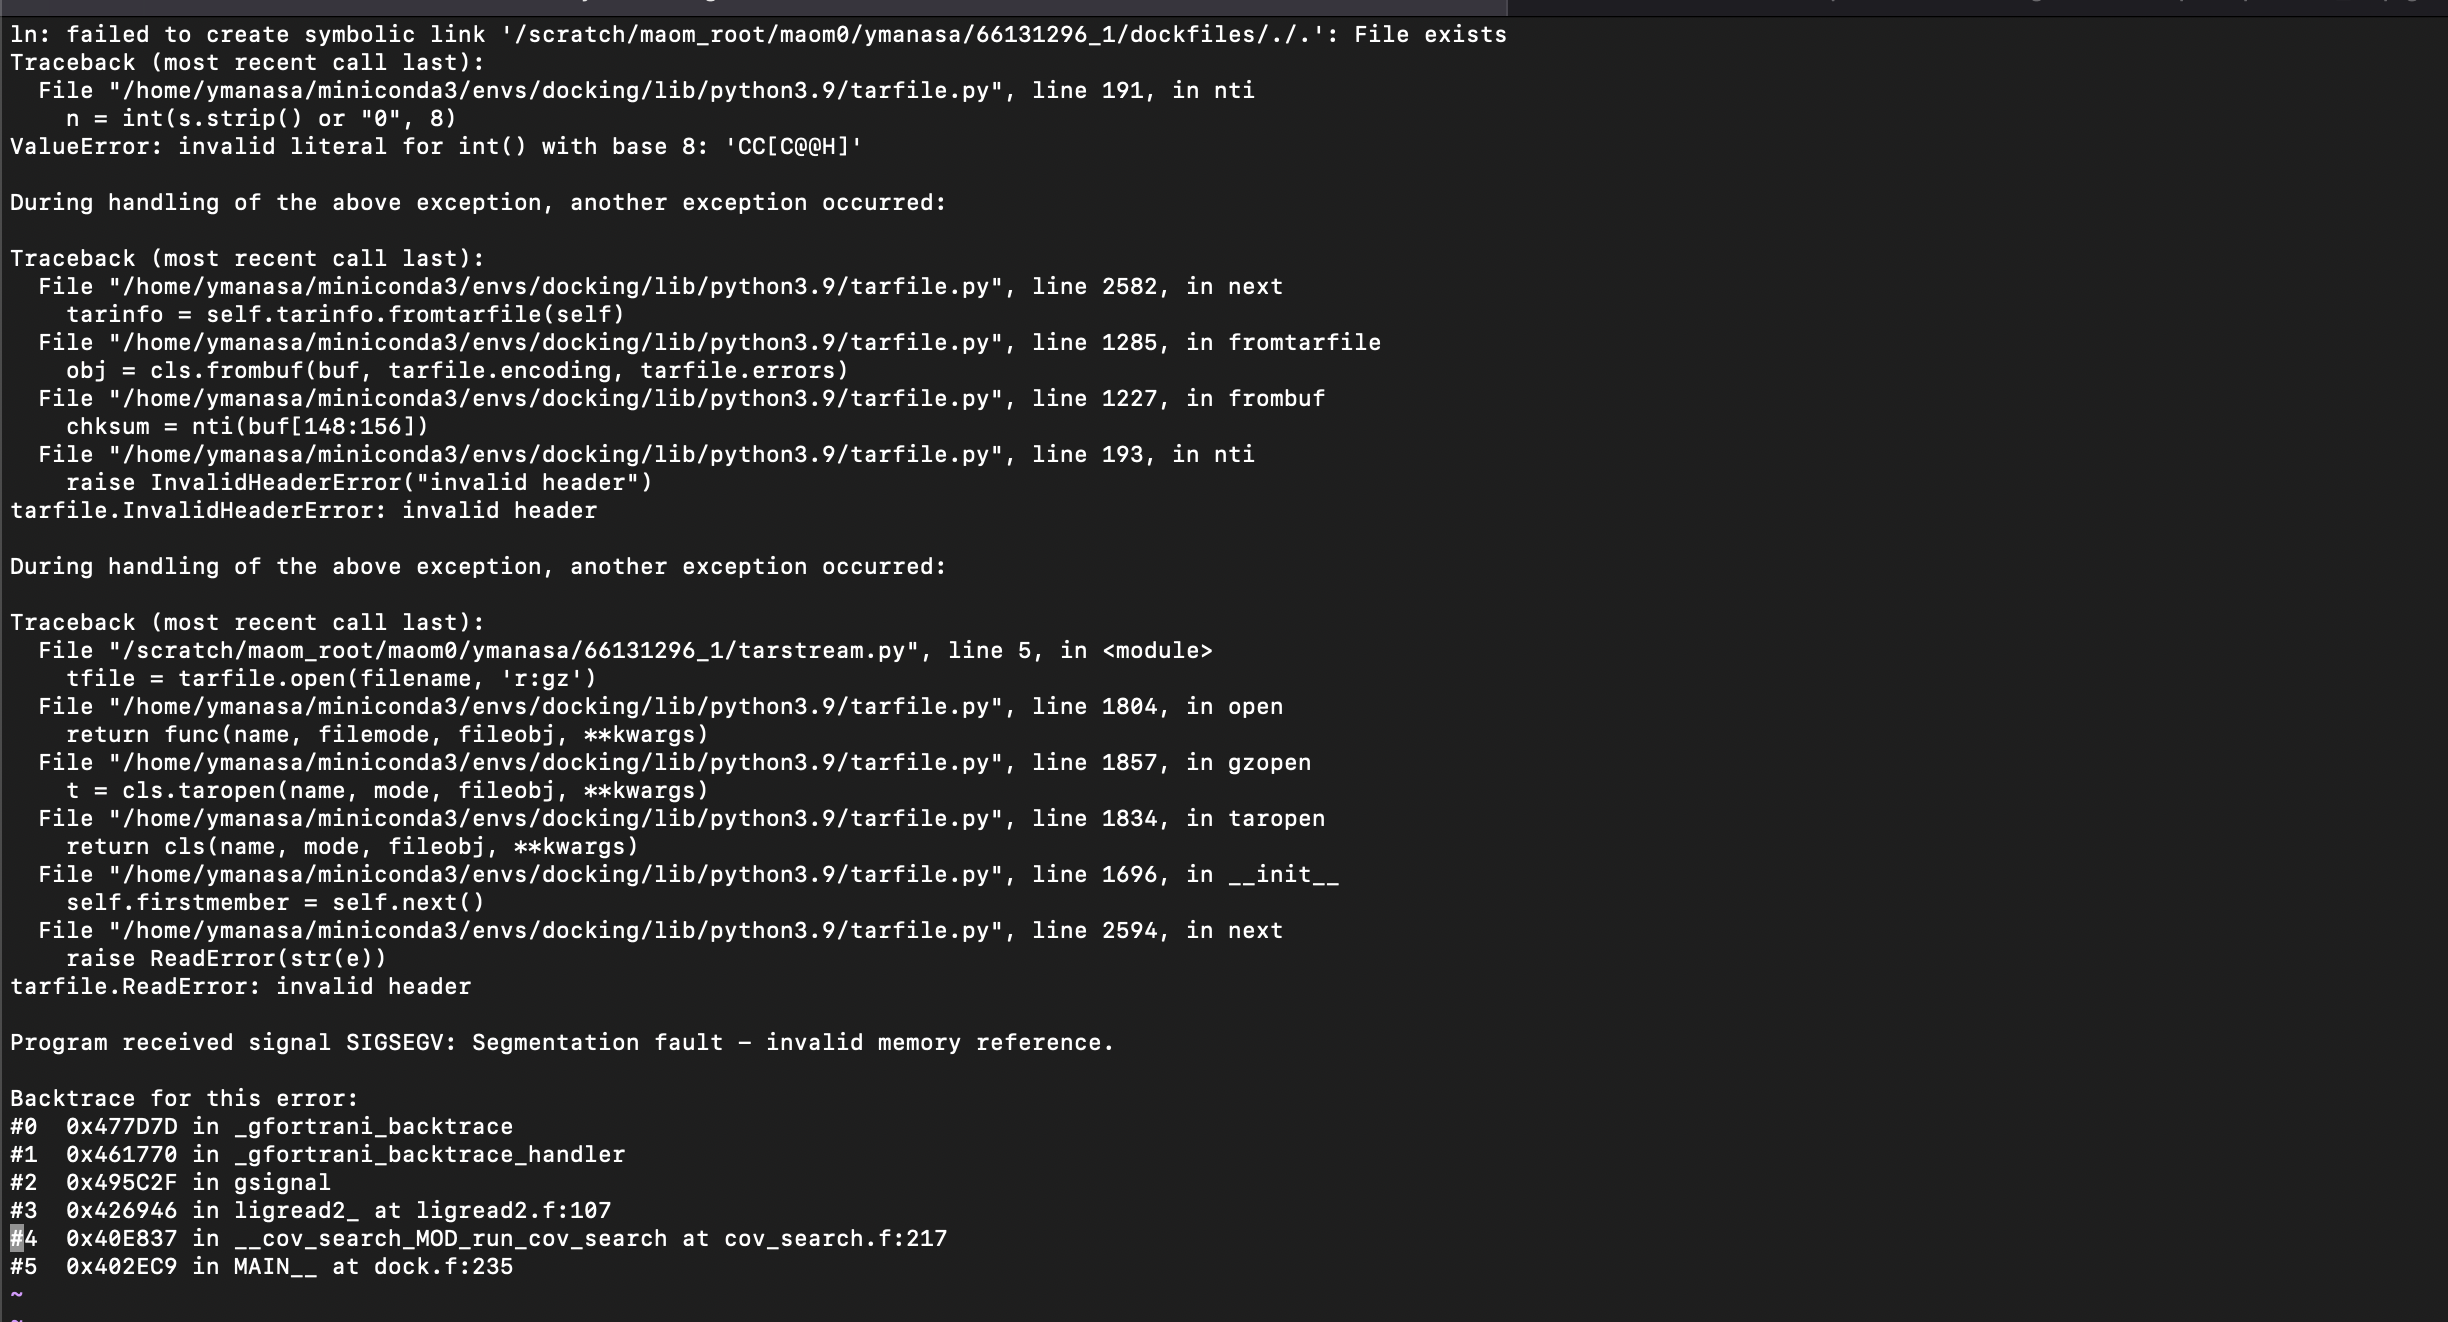 ln: failed to create symbolic link '/scratch/maom_root/maom0/ymanasa/66131296_1/dockfiles/./.': File exists
Traceback (most recent call last):
  File "/home/ymanasa/miniconda3/envs/docking/lib/python3.9/tarfile.py", line 191, in nti
    n = int(s.strip() or "0", 8)
ValueError: invalid literal for int() with base 8: 'CC[C@@H]'

During handling of the above exception, another exception occurred:

Traceback (most recent call last):
  File "/home/ymanasa/miniconda3/envs/docking/lib/python3.9/tarfile.py", line 2582, in next
    tarinfo = self.tarinfo.fromtarfile(self)
  File "/home/ymanasa/miniconda3/envs/docking/lib/python3.9/tarfile.py", line 1285, in fromtarfile
    obj = cls.frombuf(buf, tarfile.encoding, tarfile.errors)
  File "/home/ymanasa/miniconda3/envs/docking/lib/python3.9/tarfile.py", line 1227, in frombuf
    chksum = nti(buf[148:156])
  File "/home/ymanasa/miniconda3/envs/docking/lib/python3.9/tarfile.py", line 193, in nti
    raise InvalidHeaderError("invalid header")
tarfile.InvalidHeaderError: invalid header

During handling of the above exception, another exception occurred:

Traceback (most recent call last):
  File "/scratch/maom_root/maom0/ymanasa/66131296_1/tarstream.py", line 5, in <module>
    tfile = tarfile.open(filename, 'r:gz')
  File "/home/ymanasa/miniconda3/envs/docking/lib/python3.9/tarfile.py", line 1804, in open
    return func(name, filemode, fileobj, **kwargs)
  File "/home/ymanasa/miniconda3/envs/docking/lib/python3.9/tarfile.py", line 1857, in gzopen
    t = cls.taropen(name, mode, fileobj, **kwargs)
  File "/home/ymanasa/miniconda3/envs/docking/lib/python3.9/tarfile.py", line 1834, in taropen
    return cls(name, mode, fileobj, **kwargs)
  File "/home/ymanasa/miniconda3/envs/docking/lib/python3.9/tarfile.py", line 1696, in __init__
    self.firstmember = self.next()
  File "/home/ymanasa/miniconda3/envs/docking/lib/python3.9/tarfile.py", line 2594, in next
    raise ReadError(str(e))
tarfile.ReadError: invalid header

Program received signal SIGSEGV: Segmentation fault - invalid memory reference.

Backtrace for this error:
#0  0x477D7D in _gfortrani_backtrace
#1  0x461770 in _gfortrani_backtrace_handler
#2  0x495C2F in gsignal
#3  0x426946 in ligread2_ at ligread2.f:107
#4  0x40E837 in __cov_search_MOD_run_cov_search at cov_search.f:217
#5  0x402EC9 in MAIN__ at dock.f:235
~
~